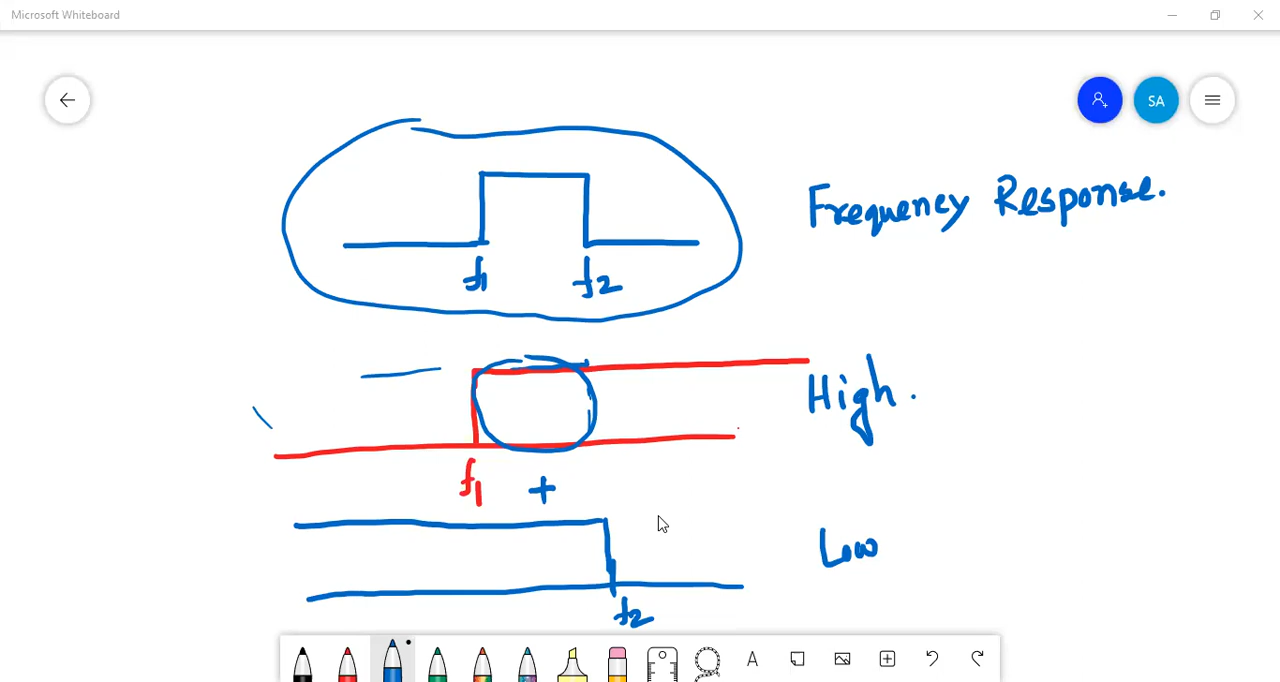 Microsoft Whiteboard
SA
Frequency Response.
f1 f2
High.
f1
+
Low
f2
A